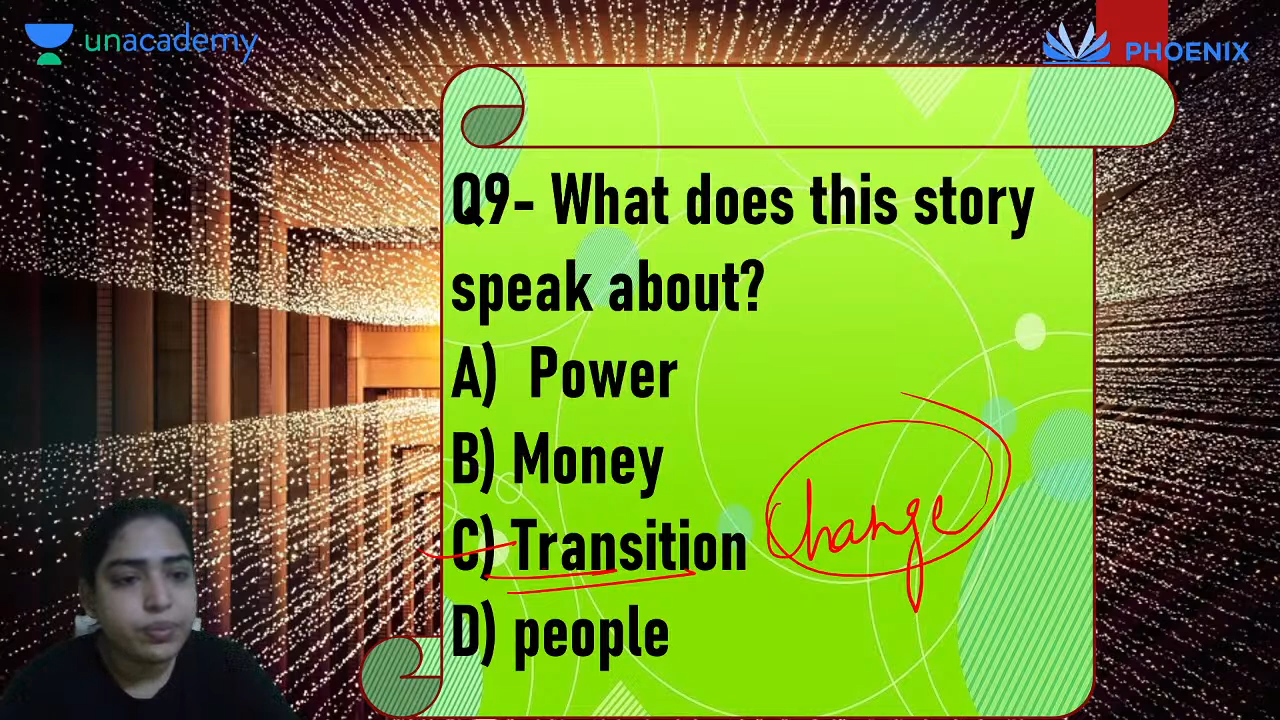 unacademy
PHOENIX
Q9- What does this story
speak about?
A) Power
B) Money
C) Transition
Change
D) people